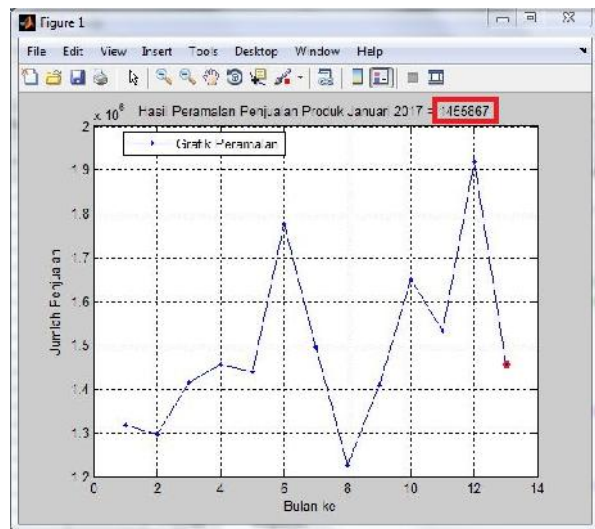 Figure 1
File Edit View Insert Tools Desktop Window Help
x 10^6 Hasil Peramalan Penjualan Produk Januari 2017 = 1455867
Grafik Peramalan
2
1.9
1.8
1.7
1.6
1.5
1.4
1.3
1.2
Jumlah Penjualan
0 2 4 6 8 10 12 14
Bulan ke